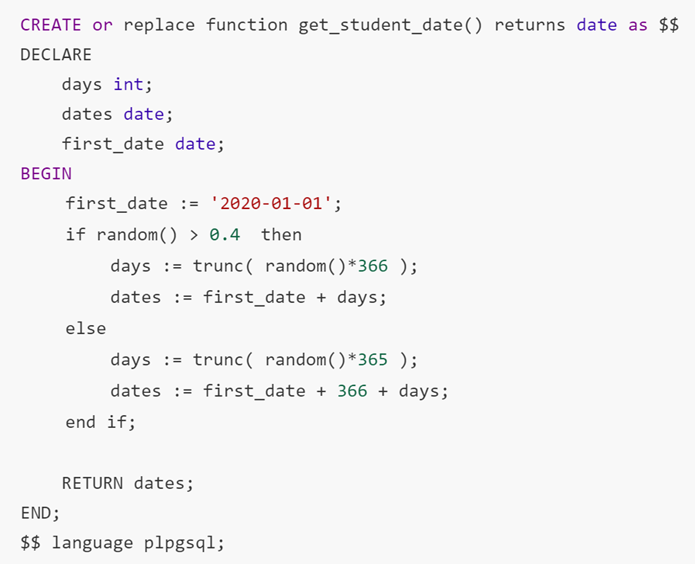 CREATE or replace function get_student_date() returns date as $$
DECLARE
    days int;
    dates date;
    first_date date;
BEGIN
    first_date := '2020-01-01';
    if random() > 0.4  then
        days := trunc( random()*366 );
        dates := first_date + days;
    else
        days := trunc( random()*365 );
        dates := first_date + 366 + days;
    end if;

    RETURN dates;
END;
$$ language plpgsql;